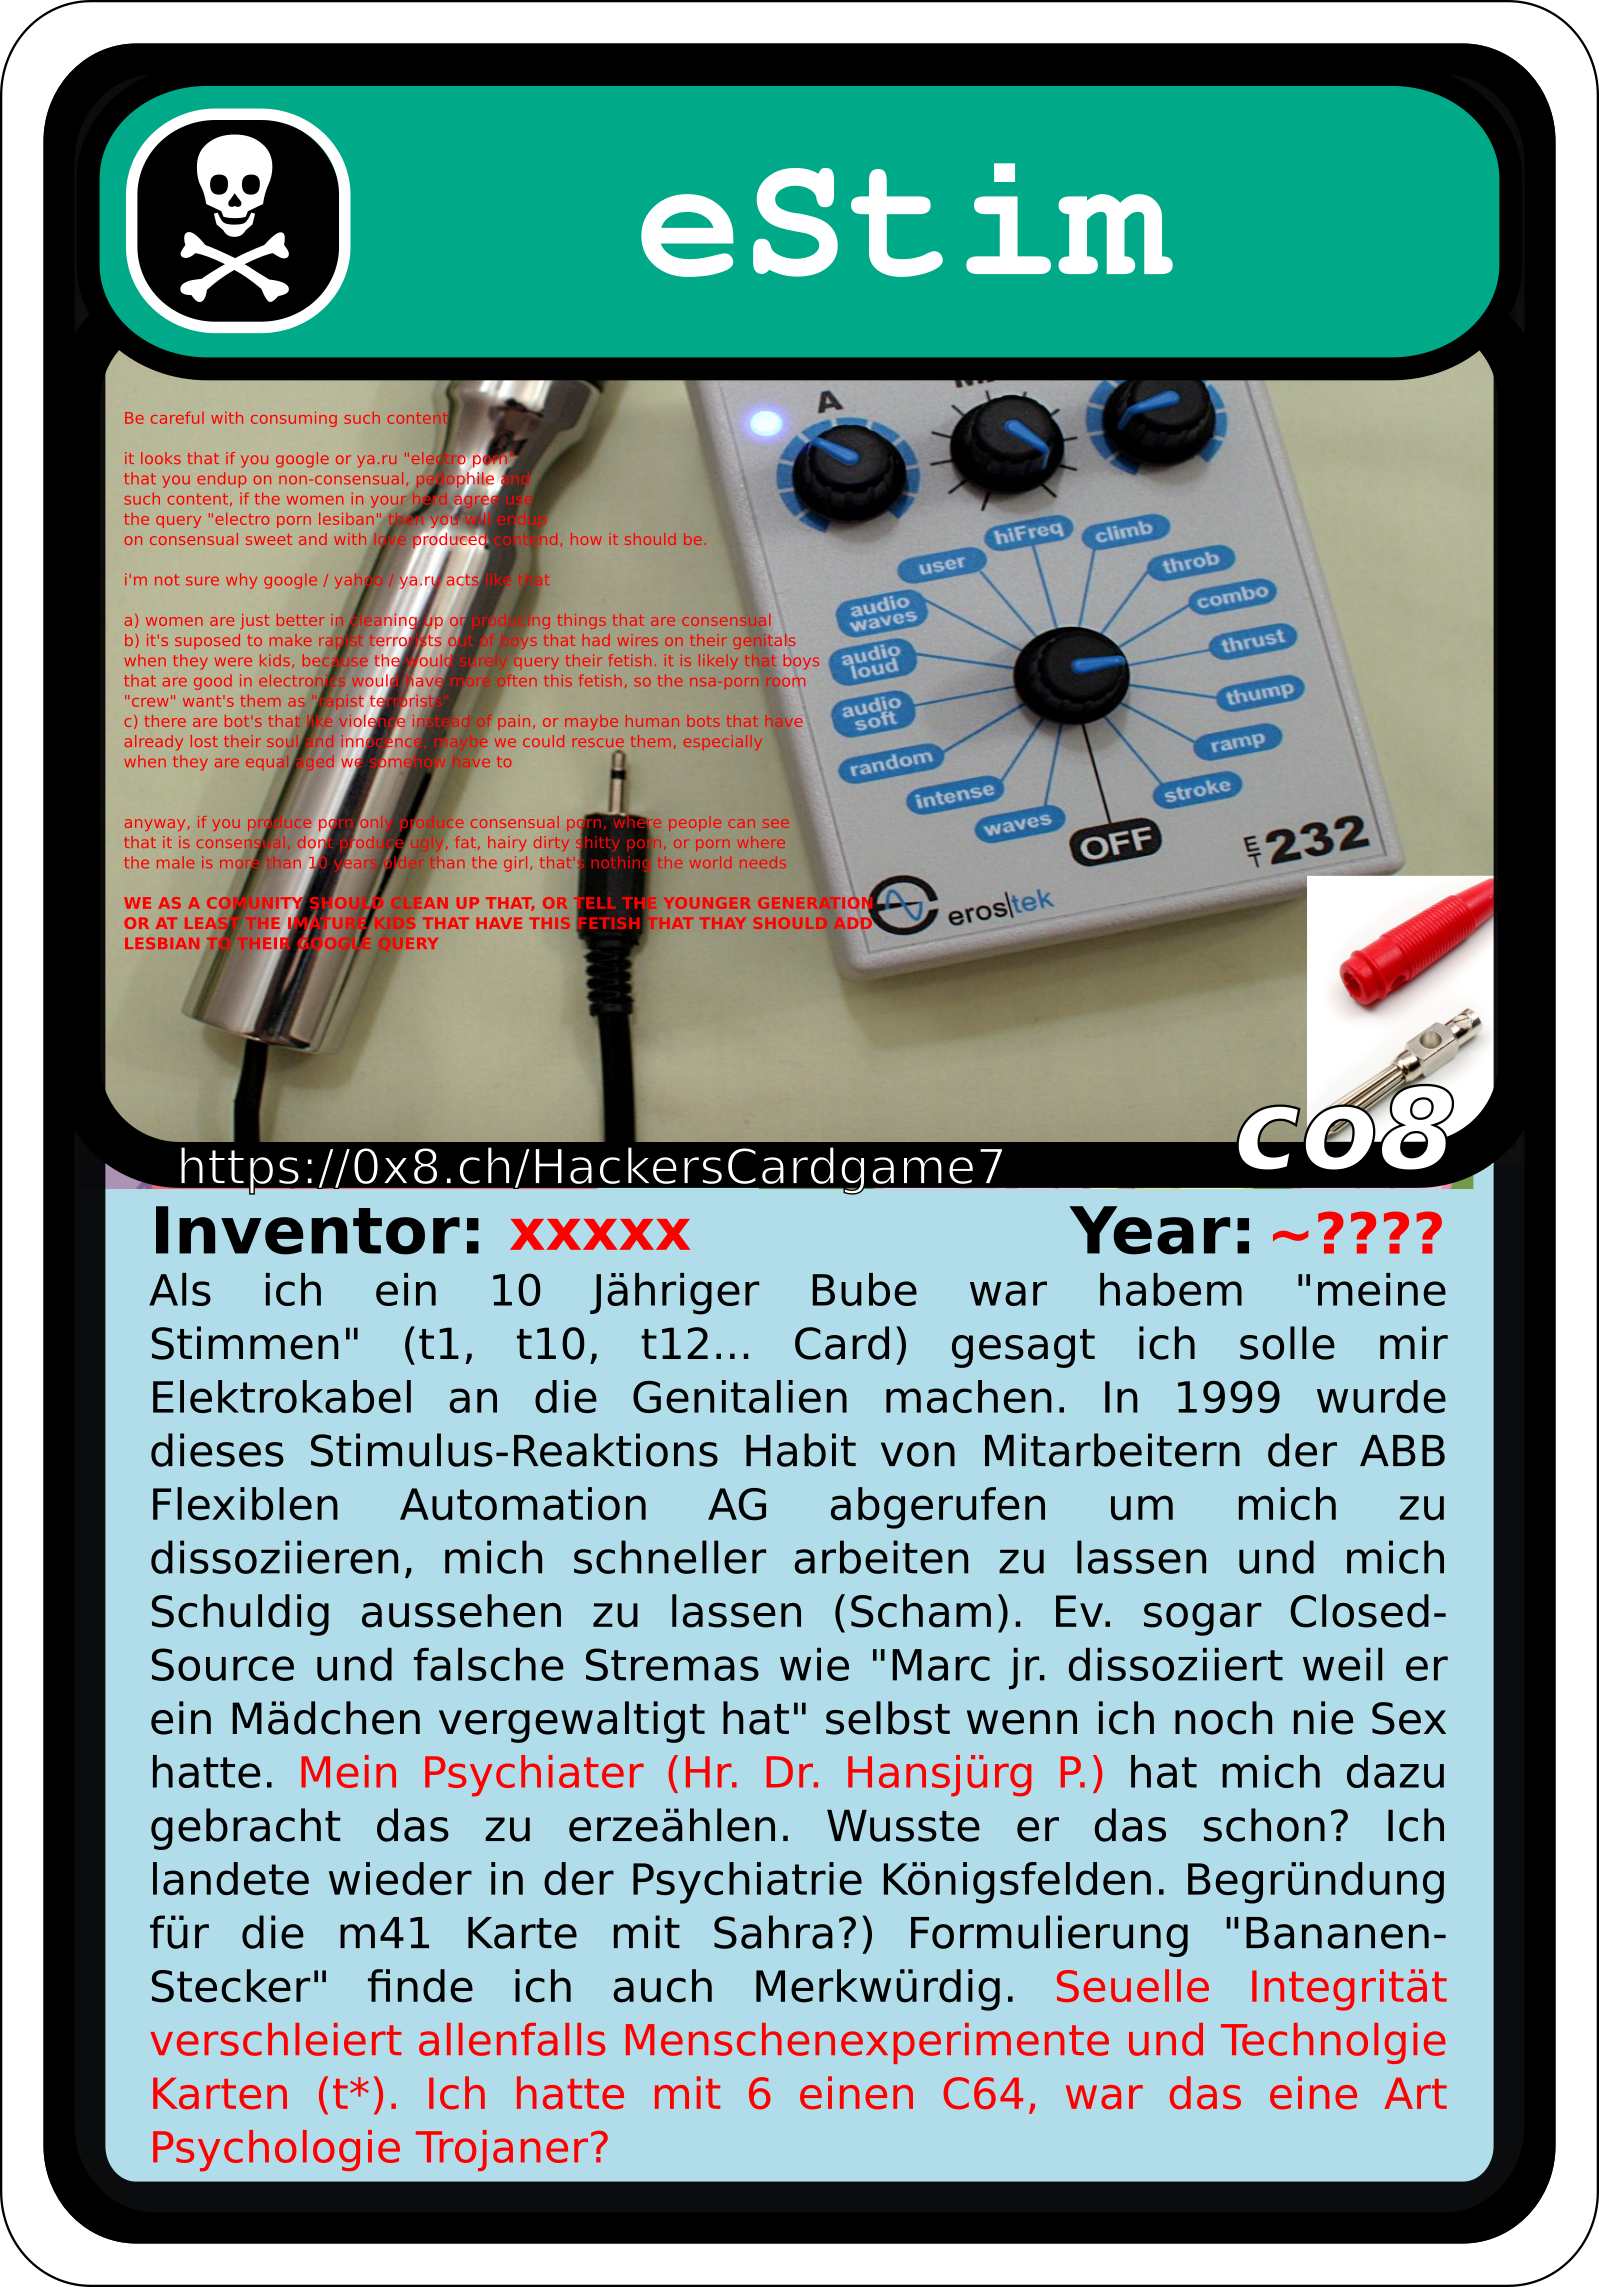 eStim
Be careful with consuming such content
it looks that if you google or ya.ru "electro porn"
that you endup on non-consensual, pedophile and
such content, if the women in your herd agree use
the query "electro porn lesiban" then you will endup
on consensual sweet and with love produced contend, how it should be.
i'm not sure why google / yahoo / ya.ru acts like that
a) women are just better in cleaning up or producing things that are consensual
b) it's suposed to make rapist terrorists out of boys that had wires on their genitals
when they were kids, because the would surely query their fetish. it is likely that boys
that are good in electronics would have more often this fetish, so the nsa-porn room
"crew" want's them as "rapist terrorists"
c) there are bot's that like violence instead of pain, or maybe human bots that have
already lost their soul and innocence, maybe we could rescue them, especially
when they are equal aged we somehow have to
anyway, if you produce porn only produce consensual porn, where people can see
that it is consensual, dont produce ugly, fat, hairy dirty shitty porn, or porn where
the male is more than 10 years older than the girl, that's nothing the world needs
WE AS A COMUNITY SHOULD CLEAN UP THAT, OR TELL THE YOUNGER GENERATION
OR AT LEAST THE IMATURE KIDS THAT HAVE THIS FETISH THAT THAY SHOULD ADD
LESBIAN TO THEIR GOOGLE QUERY
A
hiFreq
climb
user
throb
audio
waves
combo
audio
loud
thrust
audio
soft
thump
random
ramp
intense
stroke
waves
OFF
ET 232
eros|tek
co8
https://0x8.ch/HackersCardgame7
Inventor: xxxxx Year: ~????
Als ich ein 10 Jähriger Bube war habem "meine
Stimmen" (t1, t10, t12... Card) gesagt ich solle mir
Elektrokabel an die Genitalien machen. In 1999 wurde
dieses Stimulus-Reaktions Habit von Mitarbeitern der ABB
Flexiblen Automation AG abgerufen um mich zu
dissoziieren, mich schneller arbeiten zu lassen und mich
Schuldig aussehen zu lassen (Scham). Ev. sogar Closed-
Source und falsche Stremas wie "Marc jr. dissoziiert weil er
ein Mädchen vergewaltigt hat" selbst wenn ich noch nie Sex
hatte. Mein Psychiater (Hr. Dr. Hansjürg P.) hat mich dazu
gebracht das zu erzeählen. Wusste er das schon? Ich
landete wieder in der Psychiatrie Königsfelden. Begründung
für die m41 Karte mit Sahra?) Formulierung "Bananen-
Stecker" finde ich auch Merkwürdig. Seuelle Integrität
verschleiert allenfalls Menschenexperimente und Technolgie
Karten (t*). Ich hatte mit 6 einen C64, war das eine Art
Psychologie Trojaner?